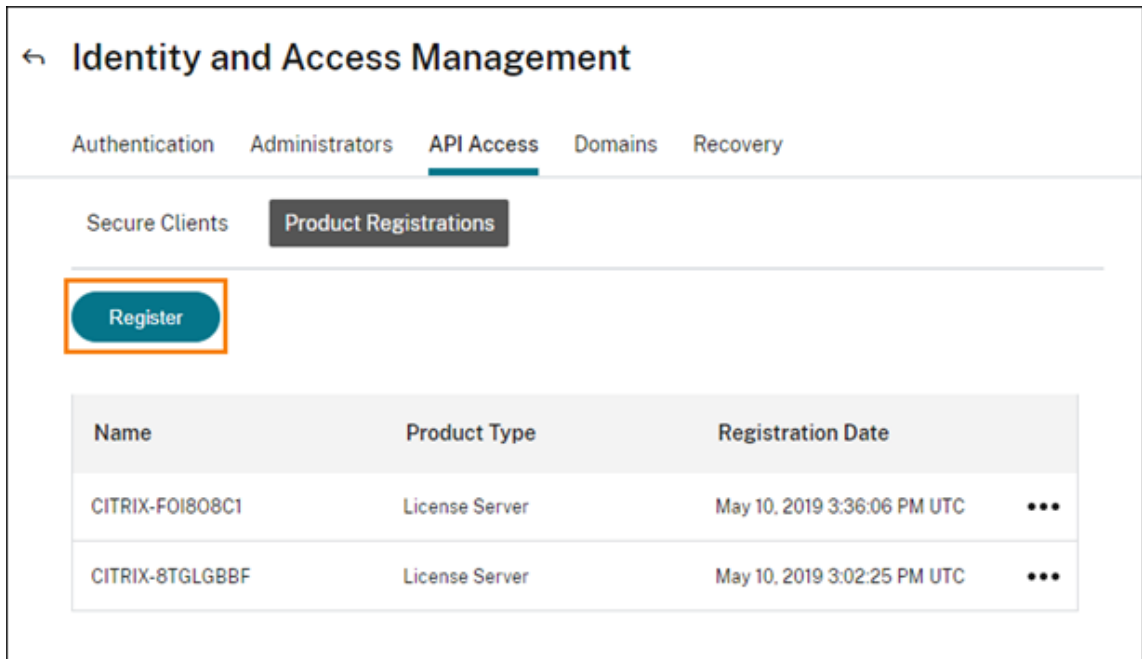 Identity and Access Management
Authentication Administrators API Access Domains Recovery
Secure Clients Product Registrations
Register
Name Product Type Registration Date
CITRIX-FOI8O8C1 License Server May 10, 2019 3:36:06 PM UTC
CITRIX-8TGLGBBF License Server May 10, 2019 3:02:25 PM UTC